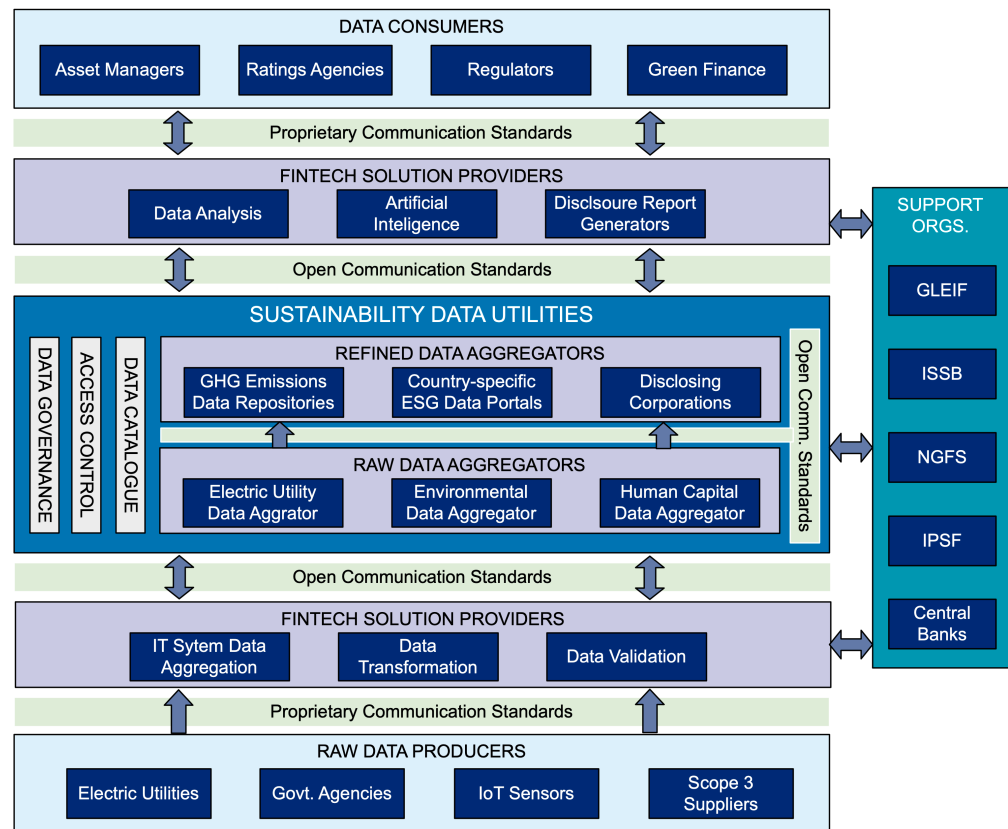 DATA CONSUMERS
Asset Managers
Ratings Agencies
Regulators
Green Finance
Proprietary Communication Standards
FINTECH SOLUTION PROVIDERS
Data Analysis
Artificial
Inteligence
Disclsoure Report
Generators
Open Communication Standards
SUSTAINABILITY DATA UTILITIES
DATA GOVERNANCE
ACCESS CONTROL
DATA CATALOGUE
REFINED DATA AGGREGATORS
GHG Emissions
Data Repositories
Country-specific
ESG Data Portals
Disclosing
Corporations
RAW DATA AGGREGATORS
Electric Utility
Data Aggrator
Environmental
Data Aggregator
Human Capital
Data Aggregator
Open Comm. Standards
Open Communication Standards
FINTECH SOLUTION PROVIDERS
IT Sytem Data
Aggregation
Data
Transformation
Data Validation
Proprietary Communication Standards
RAW DATA PRODUCERS
Electric Utilities
Govt. Agencies
IoT Sensors
Scope 3
Suppliers
SUPPORT
ORGS.
GLEIF
ISSB
NGFS
IPSF
Central
Banks